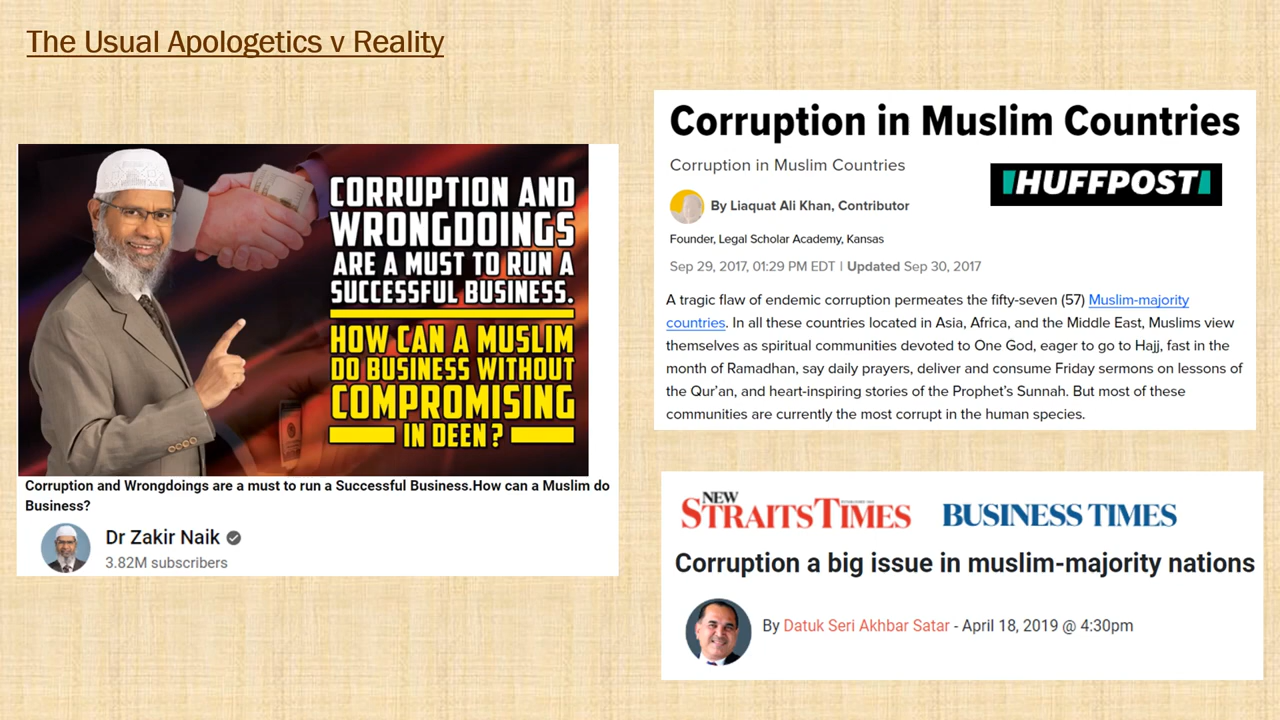 The Usual Apologetics v Reality
CORRUPTION AND
WRONGDOINGS
ARE A MUST TO RUN A
SUCCESSFUL BUSINESS.
HOW CAN A MUSLIM
DO BUSINESS WITHOUT
COMPROMISING
IN DEEN?
Corruption and Wrongdoings are a must to run a Successful Business.How can a Muslim do
Business?
Dr Zakir Naik
3.82M subscribers
Corruption in Muslim Countries
Corruption in Muslim Countries
HUFFPOST
By Liaquat Ali Khan, Contributor
Founder, Legal Scholar Academy, Kansas
Sep 29, 2017, 01:29 PM EDT | Updated Sep 30, 2017
A tragic flaw of endemic corruption permeates the fifty-seven (57) Muslim-majority
countries. In all these countries located in Asia, Africa, and the Middle East, Muslims view
themselves as spiritual communities devoted to One God, eager to go to Hajj, fast in the
month of Ramadhan, say daily prayers, deliver and consume Friday sermons on lessons of
the Qur'an, and heart-inspiring stories of the Prophet's Sunnah. But most of these
communities are currently the most corrupt in the human species.
NEW
STRAITS TIMES
BUSINESS TIMES
Corruption a big issue in muslim-majority nations
By Datuk Seri Akhbar Satar - April 18, 2019 @ 4:30pm